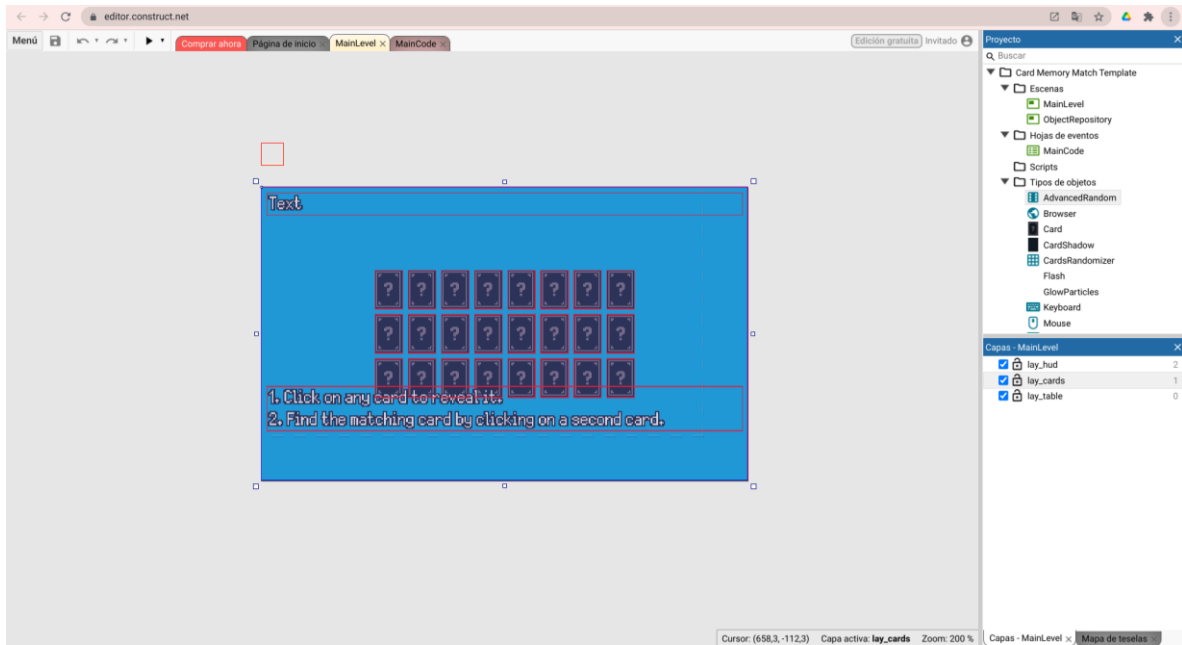 editor.construct.net
Menú
Comprar ahora
Página de inicio
MainLevel
MainCode
Edición gratuita
Invitado
Text
? ? ? ? ? ? ? ?
? ? ? ? ? ? ? ?
? ? ? ? ? ? ? ?
1. Click on any card to reveal it.
2. Find the matching card by clicking on a second card.
Cursor: (658,3, -112,3) Capa activa: lay_cards Zoom: 200 %
Proyecto
Buscar
Card Memory Match Template
Escenas
MainLevel
ObjectRepository
Hojas de eventos
MainCode
Scripts
Tipos de objetos
AdvancedRandom
Browser
Card
CardShadow
CardsRandomizer
Flash
GlowParticles
Keyboard
Mouse
Capas - MainLevel
lay_hud 2
lay_cards 1
lay_table 0
Capas - MainLevel
Mapa de teselas